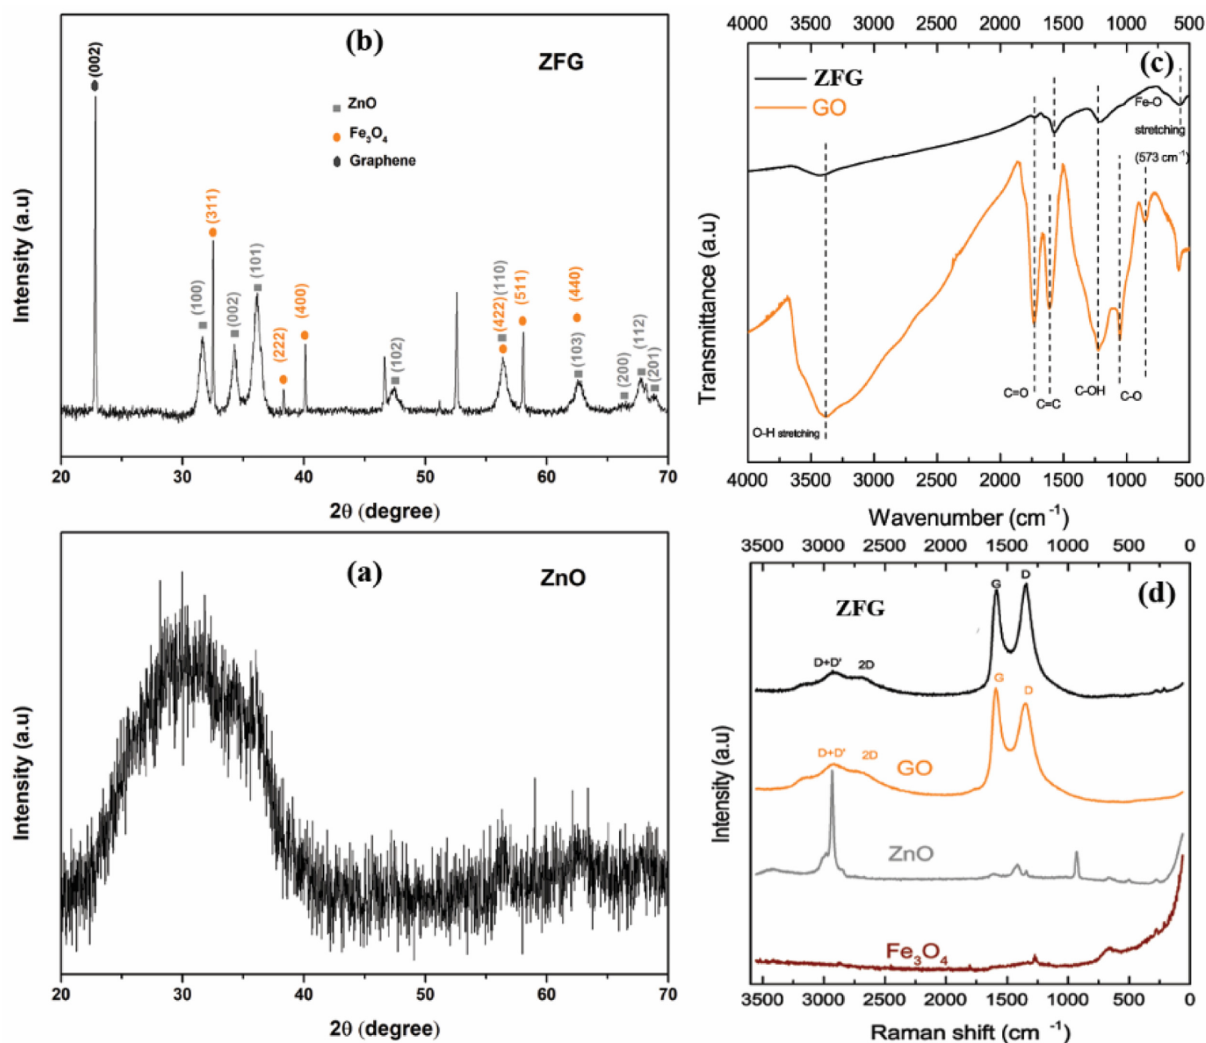 (b)
ZFG
(002)
ZnO
Fe₃O₄
Graphene
(100)
(311)
(002)
(101)
(222)
(400)
(102)
(422)
(110)
(511)
(440)
(103)
(200)
(112)
(201)
Intensity (a.u)
20 30 40 50 60 70
2θ (degree)
4000 3500 3000 2500 2000 1500 1000 500
(c)
ZFG
GO
Fe-O
stretching
(573 cm⁻¹)
O-H stretching
C=O
C=C
C-OH
C-O
Transmittance (a.u)
4000 3500 3000 2500 2000 1500 1000 500
Wavenumber (cm⁻¹)
(a)
ZnO
Intensity (a.u)
20 30 40 50 60 70
2θ (degree)
3500 3000 2500 2000 1500 1000 500 0
(d)
ZFG
G
D
D+D'
2D
G
D
D+D'
2D
GO
ZnO
Fe₃O₄
Intensity (a.u)
3500 3000 2500 2000 1500 1000 500 0
Raman shift (cm⁻¹)